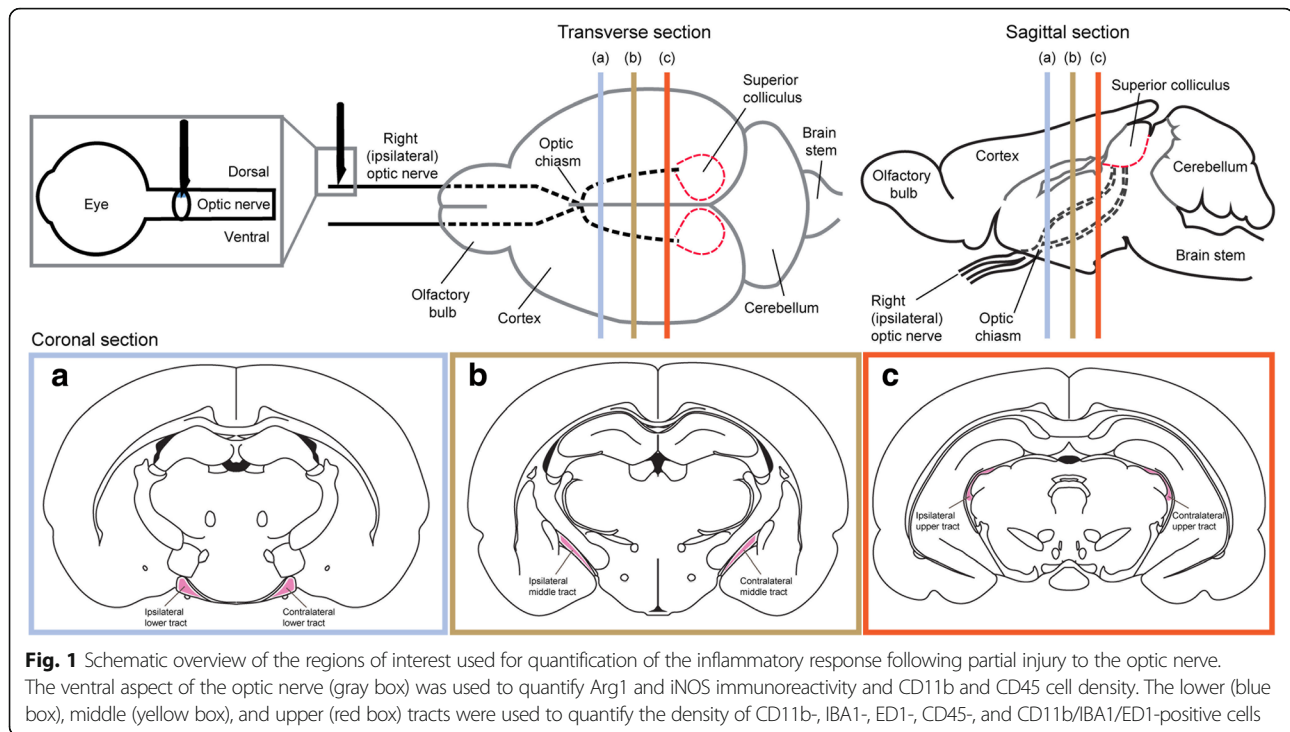 Transverse section
(a) (b) (c)
Superior
colliculus
Right
(ipsilateral)
optic nerve
Optic
chiasm
Brain
stem
Dorsal
Eye
Optic nerve
Ventral
Olfactory
bulb
Cortex
Cerebellum
Sagittal section
(a) (b) (c)
Superior colliculus
Cortex
Olfactory
bulb
Cerebellum
Brain stem
Right
(ipsilateral)
optic nerve
Optic
chiasm
Coronal section
a
Ipsilateral
lower tract
Contralateral
lower tract
b
Ipsilateral
middle tract
Contralateral
middle tract
c
Ipsilateral
upper tract
Contralateral
upper tract
Fig. 1 Schematic overview of the regions of interest used for quantification of the inflammatory response following partial injury to the optic nerve.
The ventral aspect of the optic nerve (gray box) was used to quantify Arg1 and iNOS immunoreactivity and CD11b and CD45 cell density. The lower (blue
box), middle (yellow box), and upper (red box) tracts were used to quantify the density of CD11b-, IBA1-, ED1-, CD45-, and CD11b/IBA1/ED1-positive cells